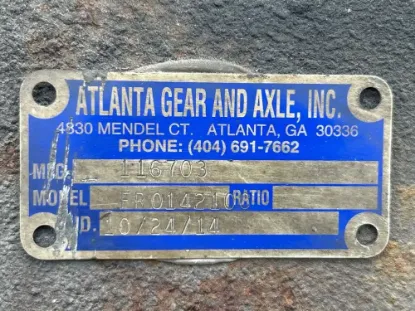 ATLANTA GEAR AND AXLE, INC.
4830 MENDEL CT. ATLANTA, GA 30336
PHONE: (404) 691-7662
116703
MODEL RATIO
10/24/14